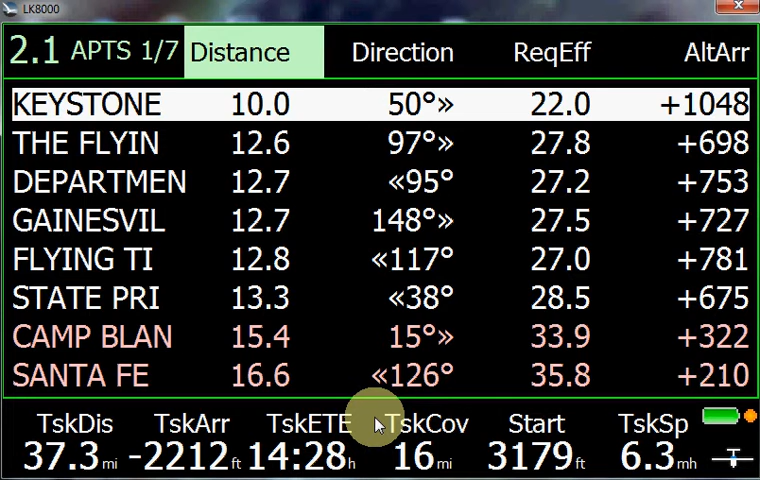 LK8000
2.1 APTS 1/7 Distance Direction ReqEff AltArr
KEYSTONE 10.0 50°» 22.0 +1048
THE FLYIN 12.6 97°» 27.8 +698
DEPARTMEN 12.7 «95° 27.2 +753
GAINESVIL 12.7 148°» 27.5 +727
FLYING TI 12.8 «117° 27.0 +781
STATE PRI 13.3 «38° 28.5 +675
CAMP BLAN 15.4 15°» 33.9 +322
SANTA FE 16.6 «126° 35.8 +210
TskDis TskArr TskETE TskCov Start TskSp
37.3mi -2212ft 14:28h 16mi 3179ft 6.3mh